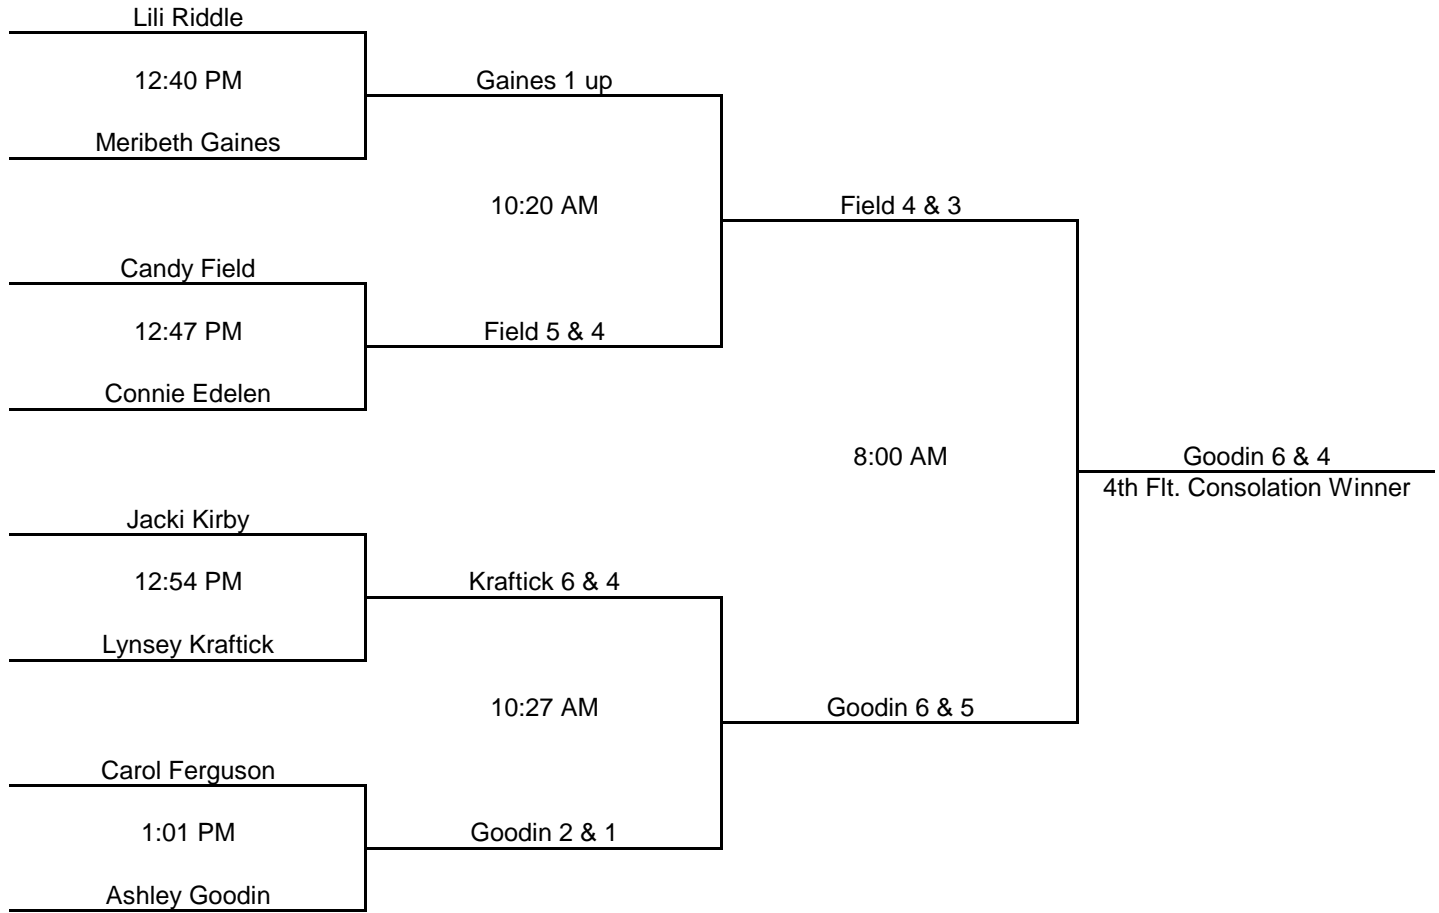 Lili Riddle
12:40 PM
Gaines 1 up
Meribeth Gaines
10:20 AM
Field 4 & 3
Candy Field
12:47 PM
Field 5 & 4
Connie Edelen
8:00 AM
Goodin 6 & 4
4th Flt. Consolation Winner
Jacki Kirby
12:54 PM
Kraftick 6 & 4
Lynsey Kraftick
10:27 AM
Goodin 6 & 5
Carol Ferguson
1:01 PM
Goodin 2 & 1
Ashley Goodin